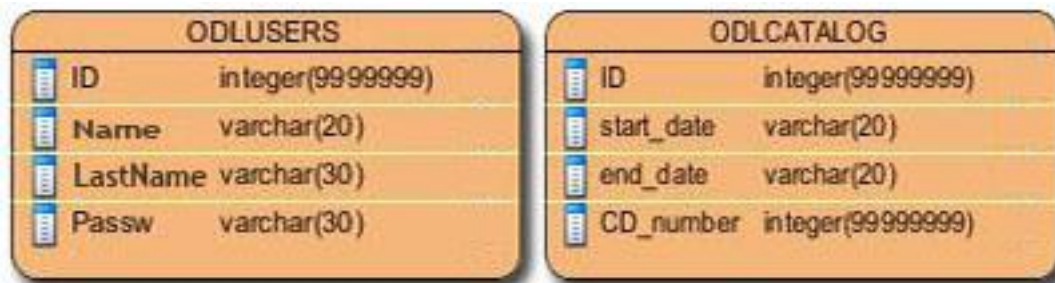 ODLUSERS
ID integer(9999999)
Name varchar(20)
LastName varchar(30)
Passw varchar(30)
ODLCATALOG
ID integer(99999999)
start_date varchar(20)
end_date varchar(20)
CD_number integer(99999999)